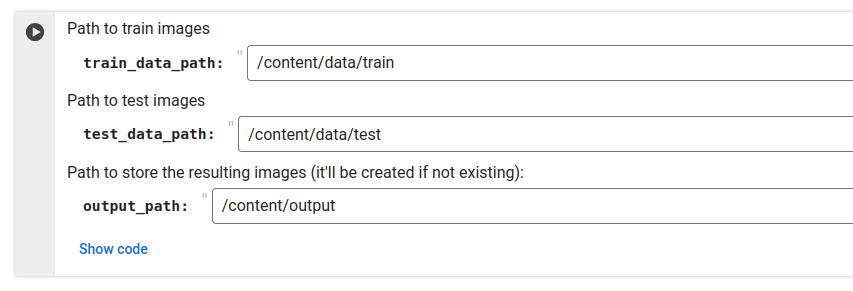 Path to train images
train_data_path: " /content/data/train
Path to test images
test_data_path: " /content/data/test
Path to store the resulting images (it'll be created if not existing):
output_path: " /content/output
Show code